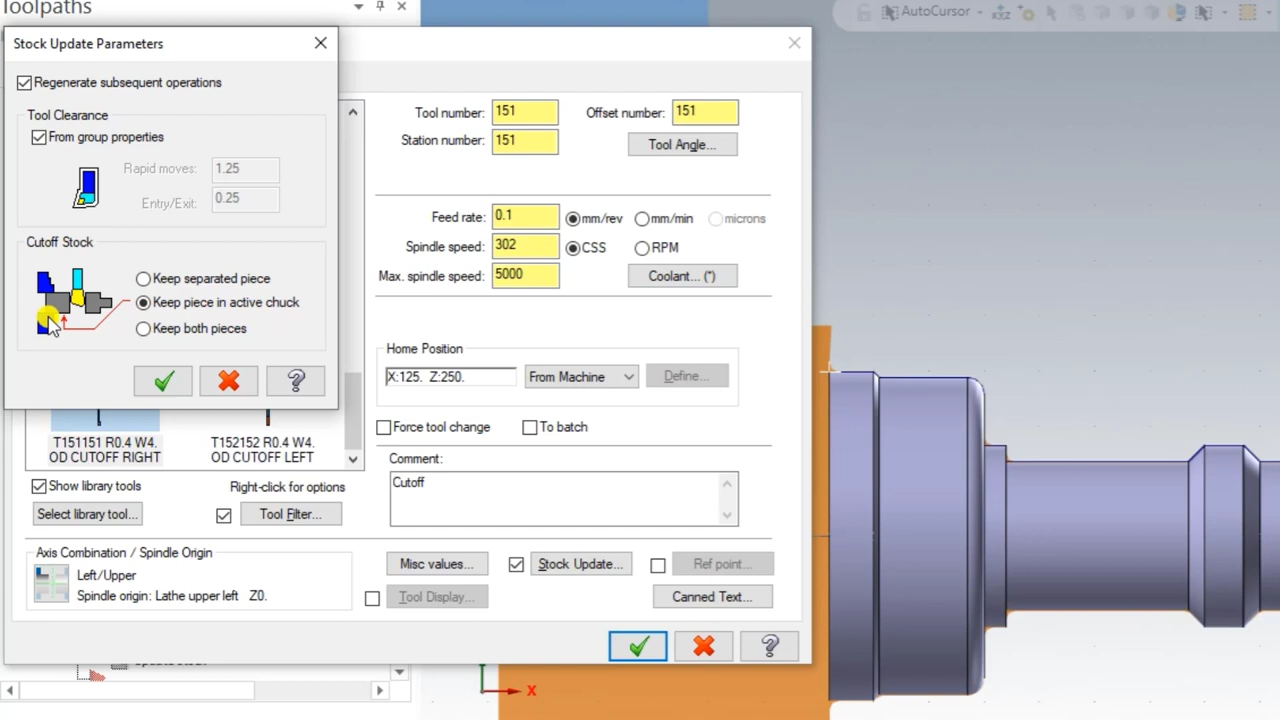 Toolpaths
AutoCursor
XYZ
Stock Update Parameters
Regenerate subsequent operations
Tool Clearance
From group properties
Rapid moves: 1.25
Entry/Exit: 0.25
Cutoff Stock
Keep separated piece
Keep piece in active chuck
Keep both pieces
Tool number: 151
Offset number: 151
Station number: 151
Tool Angle...
Feed rate: 0.1
mm/rev
mm/min
microns
Spindle speed: 302
CSS
RPM
Max. spindle speed: 5000
Coolant... (*)
Home Position
X:125. Z:250.
From Machine
Define...
Force tool change
To batch
Comment:
Cutoff
T151151 R0.4 W4.
OD CUTOFF RIGHT
T152152 R0.4 W4.
OD CUTOFF LEFT
Show library tools
Right-click for options
Select library tool...
Tool Filter...
Axis Combination / Spindle Origin
Left/Upper
Spindle origin: Lathe upper left Z0.
Misc values...
Stock Update...
Ref point...
Tool Display...
Canned Text...
X